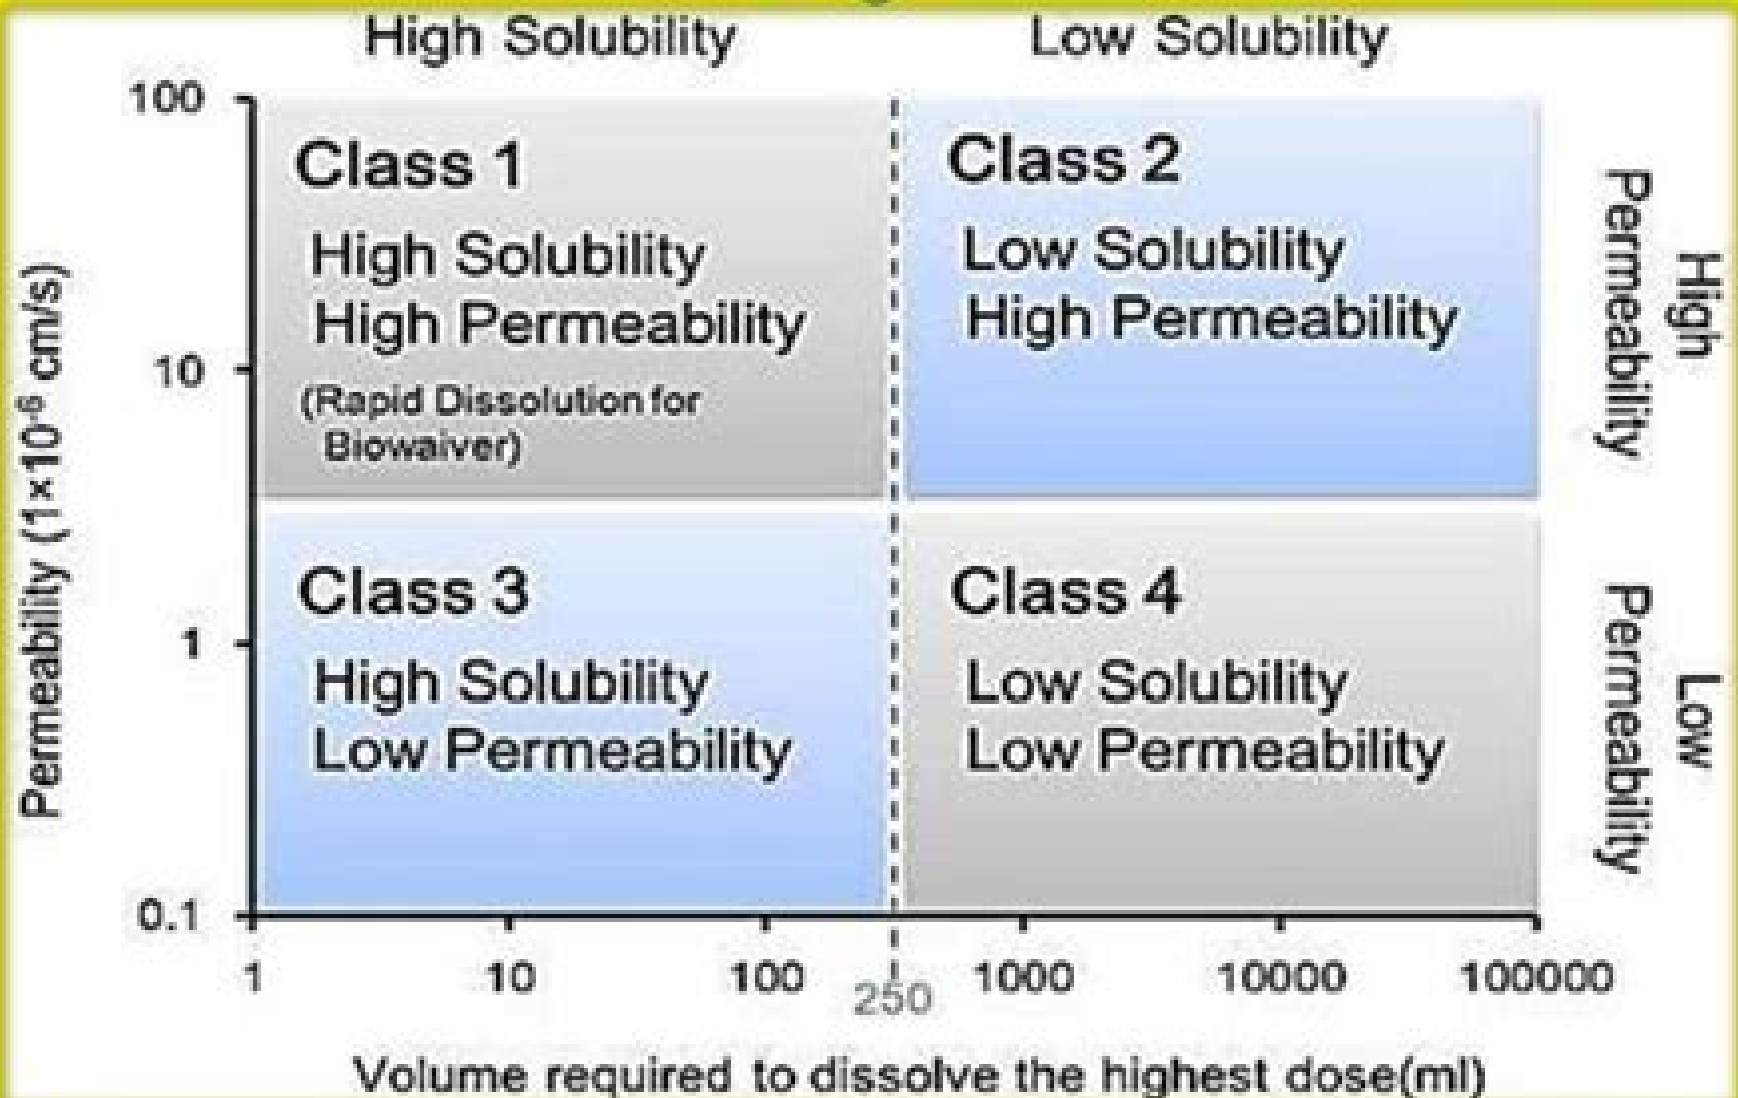 High Solubility
Low Solubility
100
10
1
0.1
Permeability (1×10⁻⁶ cm/s)
Class 1
High Solubility
High Permeability
(Rapid Dissolution for
Biowaiver)
Class 2
Low Solubility
High Permeability
Class 3
High Solubility
Low Permeability
Class 4
Low Solubility
Low Permeability
High
Permeability
Low
Permeability
1
10
100
250
1000
10000
100000
Volume required to dissolve the highest dose(ml)